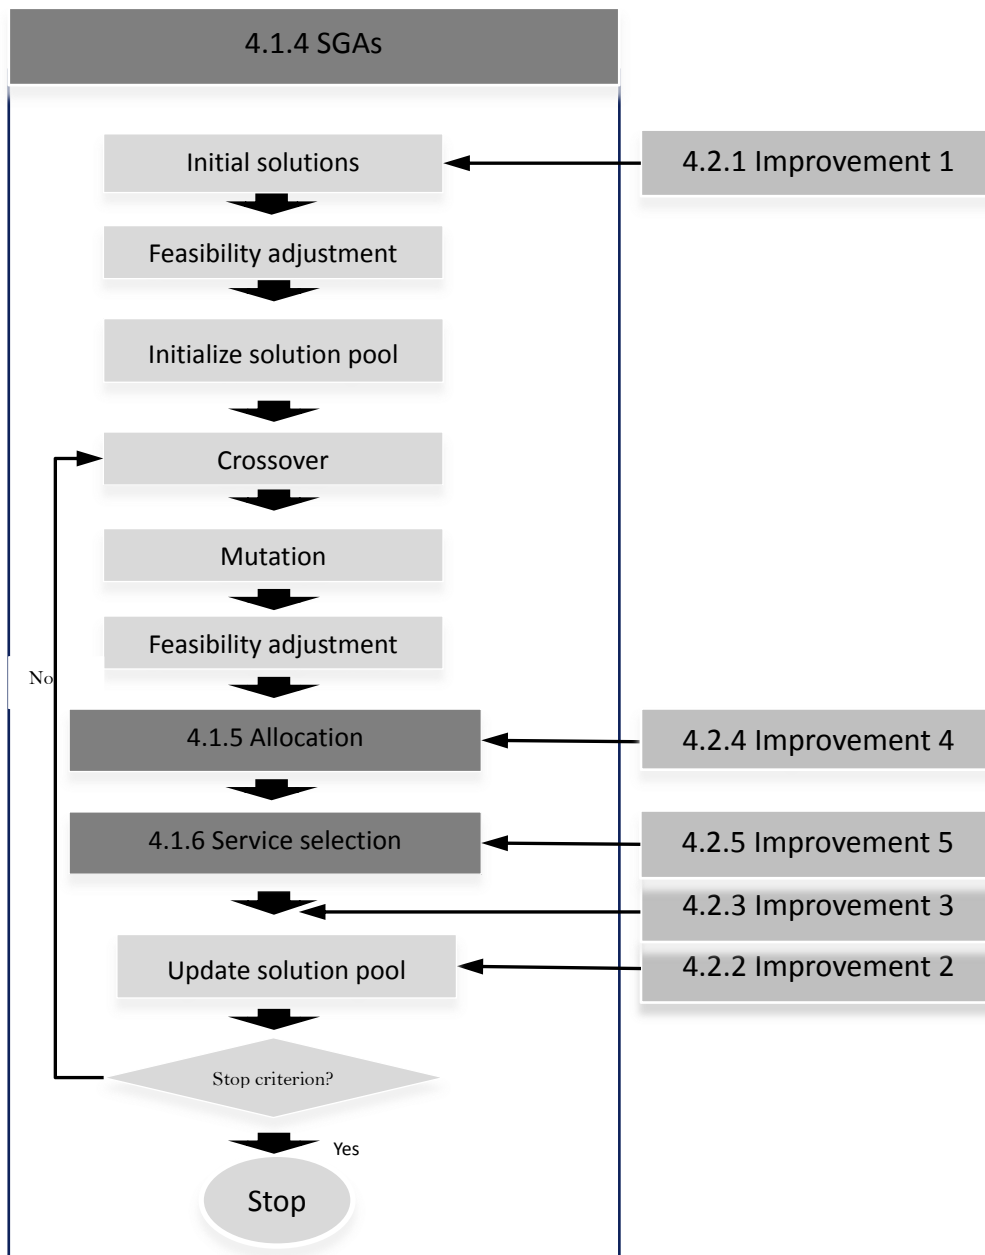 4.1.4 SGAs
Initial solutions
4.2.1 Improvement 1
Feasibility adjustment
Initialize solution pool
Crossover
Mutation
Feasibility adjustment
No
4.1.5 Allocation
4.2.4 Improvement 4
4.1.6 Service selection
4.2.5 Improvement 5
4.2.3 Improvement 3
Update solution pool
4.2.2 Improvement 2
Stop criterion?
Yes
Stop